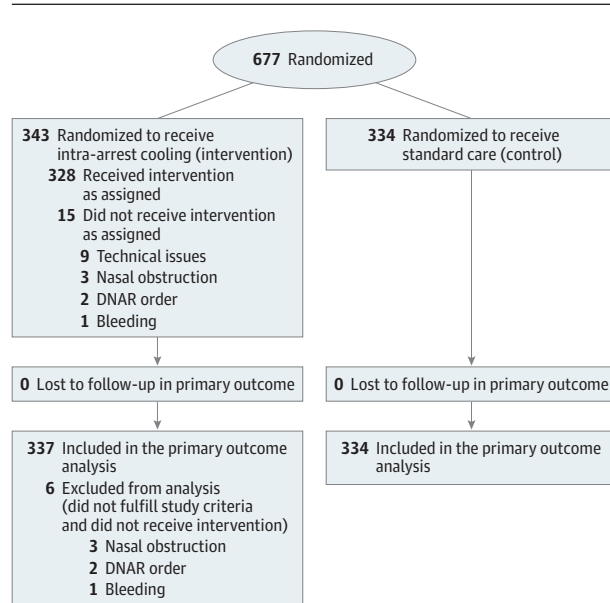 677 Randomized
343 Randomized to receive
intra-arrest cooling (intervention)
328 Received intervention
as assigned
15 Did not receive intervention
as assigned
9 Technical issues
3 Nasal obstruction
2 DNAR order
1 Bleeding
334 Randomized to receive
standard care (control)
0 Lost to follow-up in primary outcome
0 Lost to follow-up in primary outcome
337 Included in the primary outcome
analysis
6 Excluded from analysis
(did not fulfill study criteria
and did not receive intervention)
3 Nasal obstruction
2 DNAR order
1 Bleeding
334 Included in the primary outcome
analysis